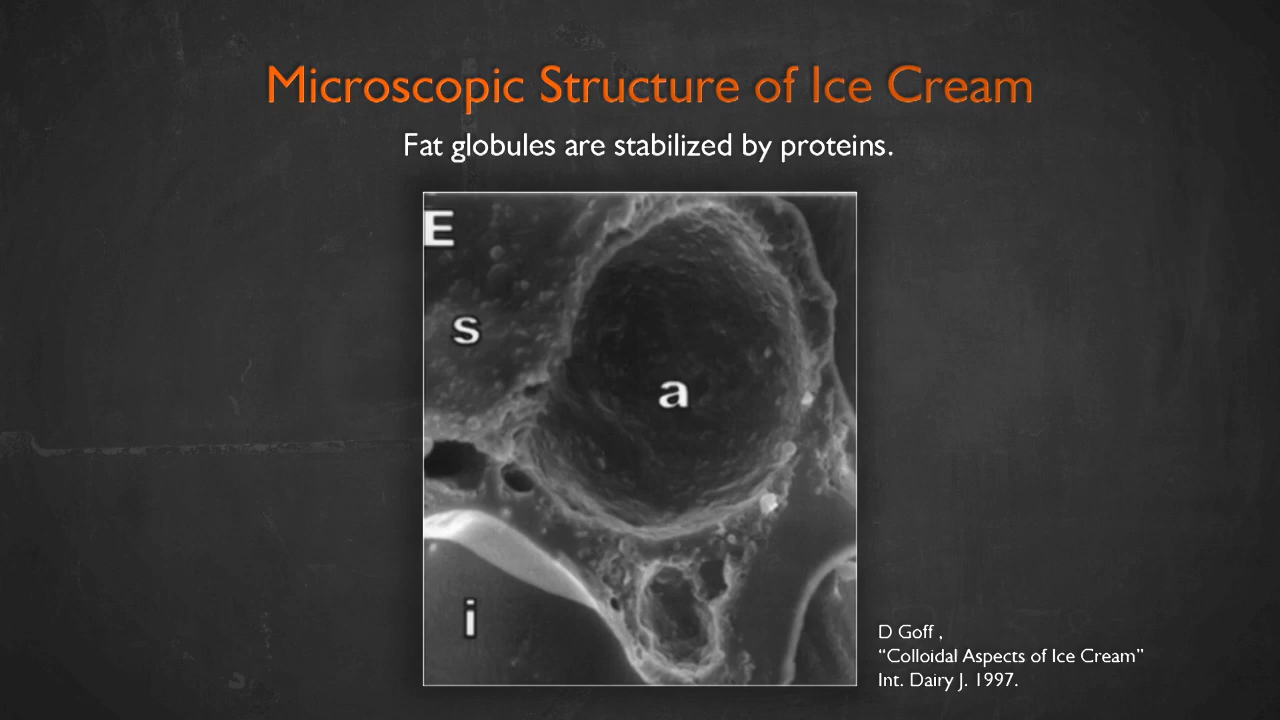 Microscopic Structure of Ice Cream
Fat globules are stabilized by proteins.
E
s
a
i
D Goff ,
“Colloidal Aspects of Ice Cream”
Int. Dairy J. 1997.